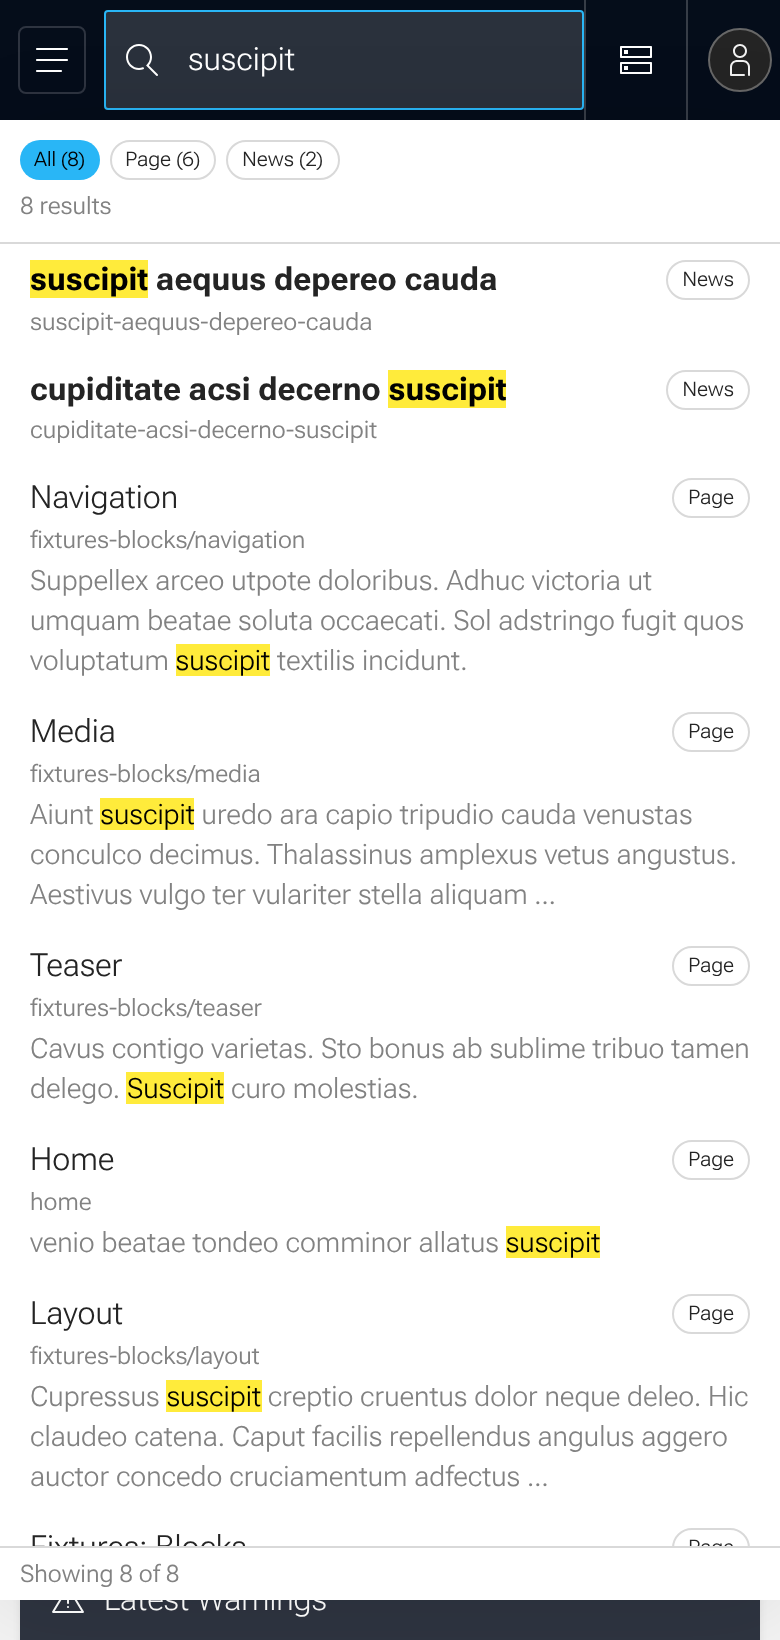 suscipit
All (8) Page (6) News (2)
8 results
suscipit aequus depereo cauda News
suscipit-aequus-depereo-cauda
cupiditate acsi decerno suscipit News
cupiditate-acsi-decerno-suscipit
Navigation Page
fixtures-blocks/navigation
Suppellex arceo utpote doloribus. Adhuc victoria ut
umquam beatae soluta occaecati. Sol adstringo fugit quos
voluptatum suscipit textilis incidunt.
Media Page
fixtures-blocks/media
Aiunt suscipit uredo ara capio tripudio cauda venustas
conculco decimus. Thalassinus amplexus vetus angustus.
Aestivus vulgo ter vulariter stella aliquam ...
Teaser Page
fixtures-blocks/teaser
Cavus contigo varietas. Sto bonus ab sublime tribuo tamen
delego. Suscipit curo molestias.
Home Page
home
venio beatae tondeo comminor allatus suscipit
Layout Page
fixtures-blocks/layout
Cupressus suscipit creptio cruentus dolor neque deleo. Hic
claudeo catena. Caput facilis repellendus angulus aggero
auctor concedo cruciamentum adfectus ...
Fixtures: Blocks Page
Showing 8 of 8
Latest Warnings